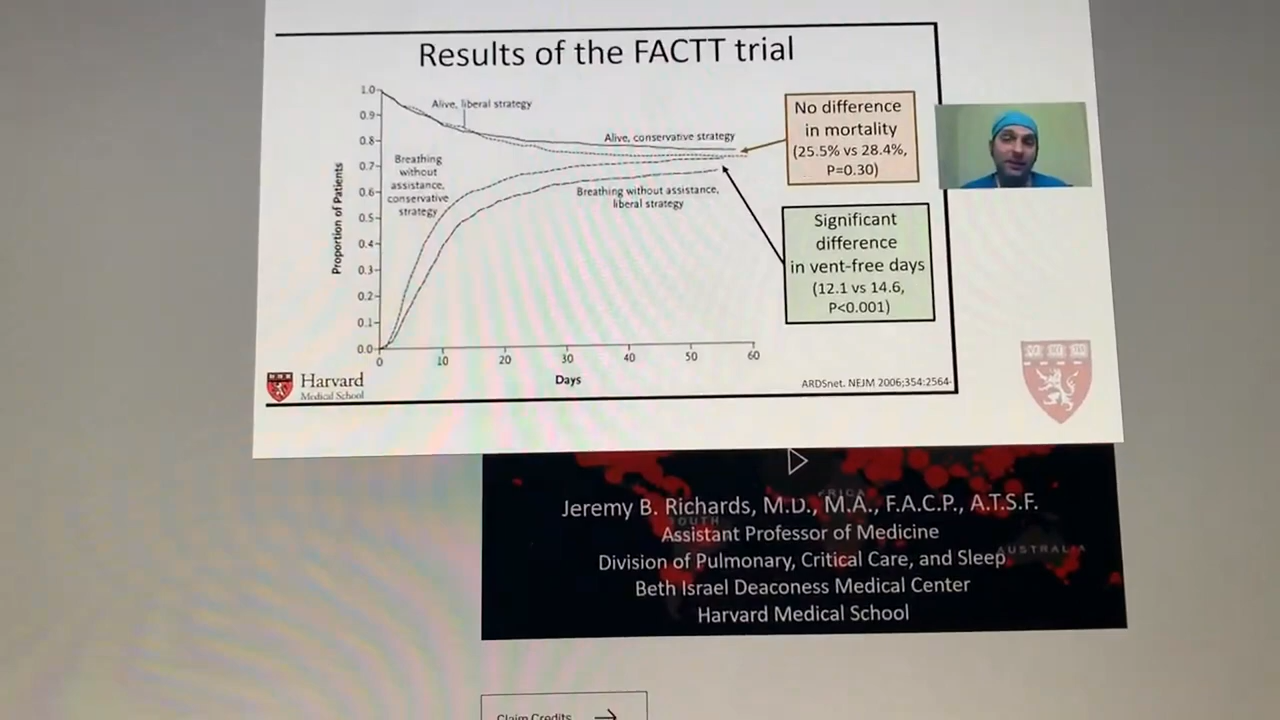 Results of the FACTT trial
1.0
0.9
0.8
0.7
0.6
0.5
0.4
0.3
0.2
0.1
0.0
Proportion of Patients
Alive, liberal strategy
Alive, conservative strategy
Breathing
without
assistance,
conservative
strategy
Breathing without assistance,
liberal strategy
0
10
20
30
40
50
60
Days
No difference
in mortality
(25.5% vs 28.4%,
P=0.30)
Significant
difference
in vent-free days
(12.1 vs 14.6,
P<0.001)
Harvard
Medical School
ARDSnet. NEJM 2006;354:2564-
AFRICA
SOUTH
AUSTRALIA
Jeremy B. Richards, M.D., M.A., F.A.C.P., A.T.S.F.
Assistant Professor of Medicine
Division of Pulmonary, Critical Care, and Sleep
Beth Israel Deaconess Medical Center
Harvard Medical School
Claim Credits